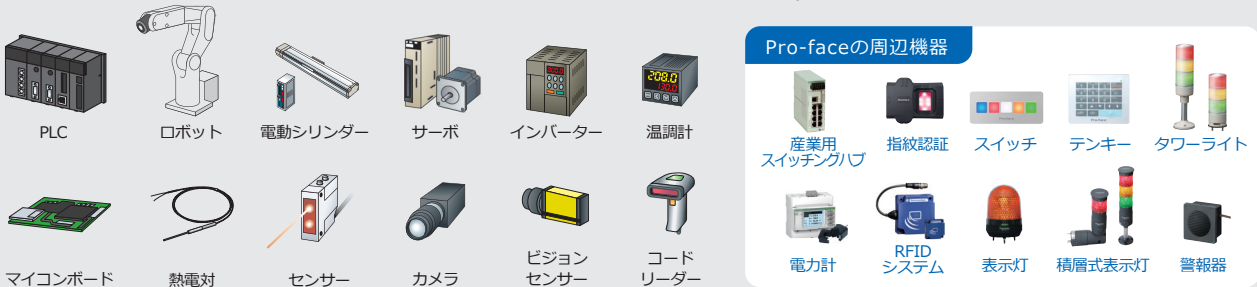 PLC
ロボット
電動シリンダー
サーボ
インバーター
208.0
130.0
温調計
マイコンボード
熱電対
センサー
カメラ
ビジョン
センサー
コード
リーダー
Pro-faceの周辺機器
産業用
スイッチングハブ
指紋認証
スイッチ
テンキー
タワーライト
電力計
RFID
システム
表示灯
積層式表示灯
警報器